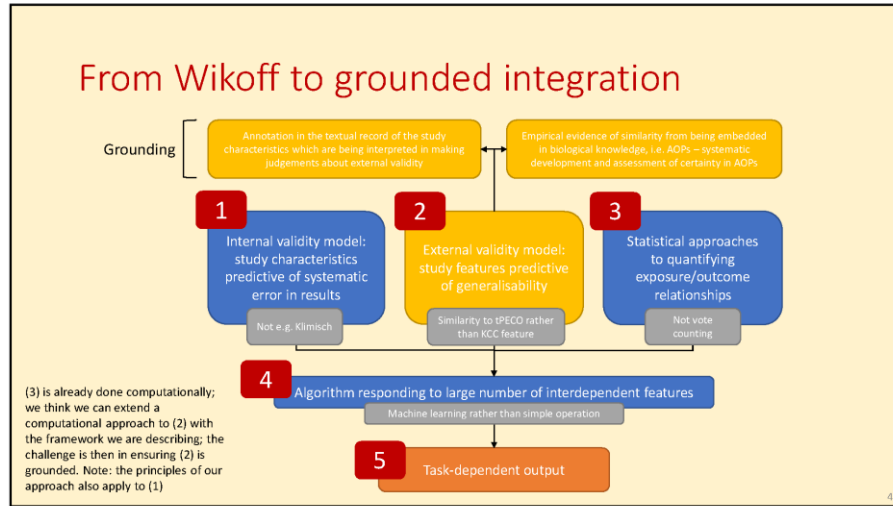 From Wikoff to grounded integration
Grounding
Annotation in the textual record of the study
characteristics which are being interpreted in making
judgements about external validity
Empirical evidence of similarity from being embedded
in biological knowledge, i.e. AOPs – systematic
development and assessment of certainty in AOPs
1
Internal validity model:
study characteristics
predictive of systematic
error in results
Not e.g. Klimisch
2
External validity model:
study features predictive
of generalisability
Similarity to tPECO rather
than KCC feature
3
Statistical approaches
to quantifying
exposure/outcome
relationships
Not vote
counting
4
Algorithm responding to large number of interdependent features
Machine learning rather than simple operation
(3) is already done computationally;
we think we can extend a
computational approach to (2) with
the framework we are describing; the
challenge is then in ensuring (2) is
grounded. Note: the principles of our
approach also apply to (1)
5
Task-dependent output
4